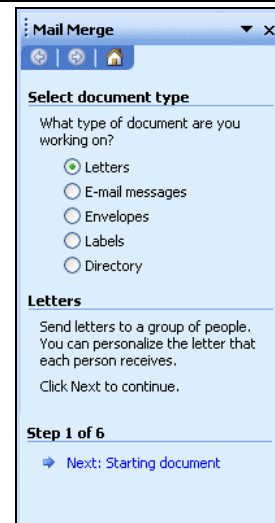 Mail Merge
Select document type
What type of document are you
working on?
Letters
E-mail messages
Envelopes
Labels
Directory
Letters
Send letters to a group of people.
You can personalize the letter that
each person receives.
Click Next to continue.
Step 1 of 6
Next: Starting document